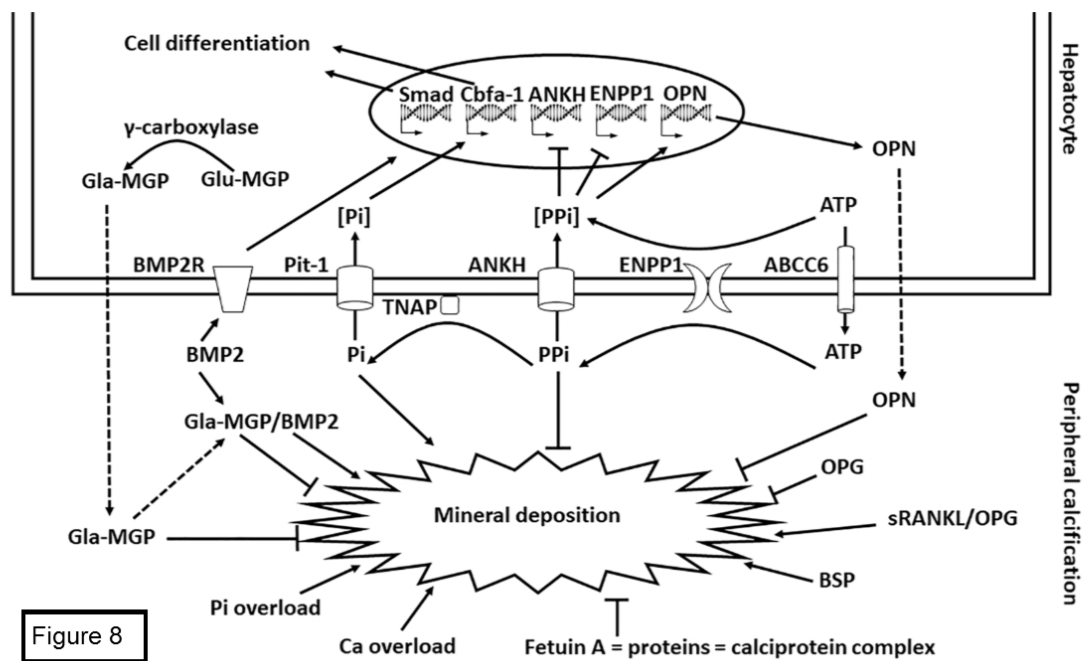 Cell differentiation
Smad Cbfa-1 ANKH ENPP1 OPN
Hepatocyte
γ-carboxylase
Gla-MGP Glu-MGP
OPN
[Pi] [PPi] ATP
BMP2R Pit-1 ANKH ENPP1 ABCC6
TNAP
BMP2 Pi PPi ATP
Gla-MGP/BMP2
OPN
Peripheral calcification
OPG
Mineral deposition
sRANKL/OPG
Gla-MGP
BSP
Pi overload
Ca overload
Fetuin A = proteins = calciprotein complex
Figure 8